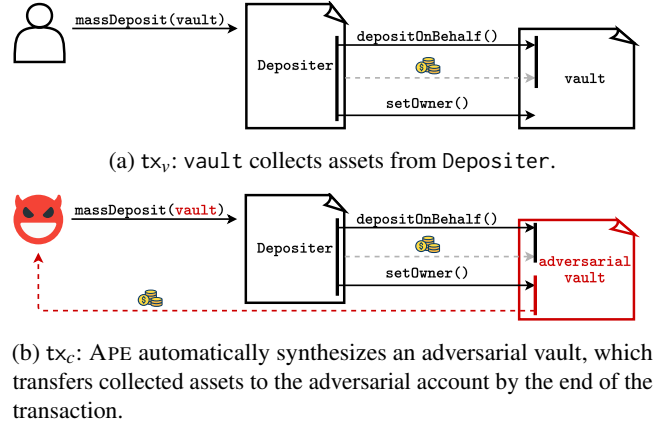 massDeposit(vault)
depositOnBehalf()
Depositer
vault
setOwner()
(a) txv: vault collects assets from Depositer.
massDeposit(vault)
depositOnBehalf()
Depositer
adversarial
vault
setOwner()
(b) txc: APE automatically synthesizes an adversarial vault, which
transfers collected assets to the adversarial account by the end of the
transaction.